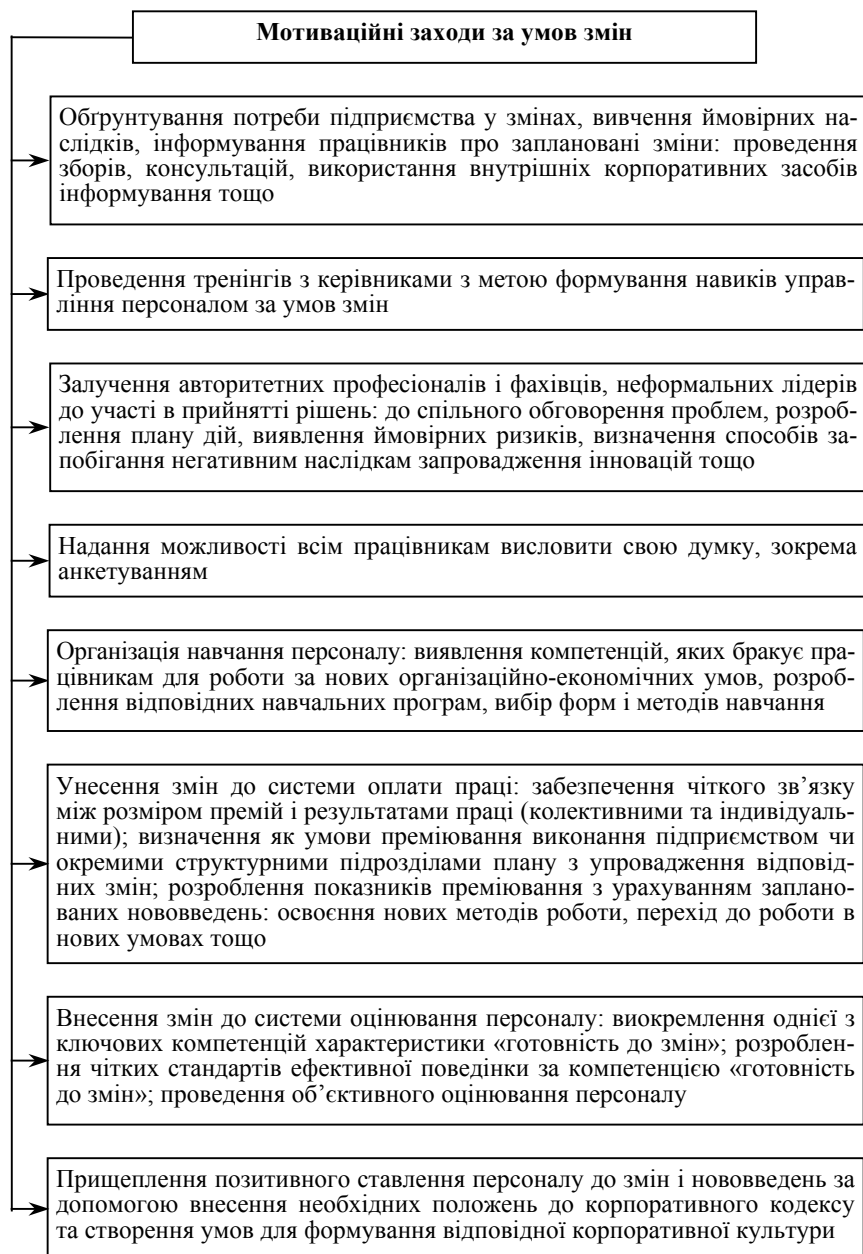 Мотиваційні заходи за умов змін
Обґрунтування потреби підприємства у змінах, вивчення ймовірних на-
слідків, інформування працівників про заплановані зміни: проведення
зборів, консультацій, використання внутрішніх корпоративних засобів
інформування тощо
Проведення тренінгів з керівниками з метою формування навиків управ-
ління персоналом за умов змін
Залучення авторитетних професіоналів і фахівців, неформальних лідерів
до участі в прийнятті рішень: до спільного обговорення проблем, розроб-
лення плану дій, виявлення ймовірних ризиків, визначення способів за-
побігання негативним наслідкам запровадження інновацій тощо
Надання можливості всім працівникам висловити свою думку, зокрема
анкетуванням
Організація навчання персоналу: виявлення компетенцій, яких бракує пра-
цівникам для роботи за нових організаційно-економічних умов, розроб-
лення відповідних навчальних програм, вибір форм і методів навчання
Унесення змін до системи оплати праці: забезпечення чіткого зв’язку
між розміром премій і результатами праці (колективними та індивідуаль-
ними); визначення як умови преміювання виконання підприємством чи
окремими структурними підрозділами плану з упровадження відповід-
них змін; розроблення показників преміювання з урахуванням заплано-
ваних нововведень: освоєння нових методів роботи, перехід до роботи в
нових умовах тощо
Внесення змін до системи оцінювання персоналу: виокремлення однієї з
ключових компетенцій характеристики «готовність до змін»; розроблен-
ня чітких стандартів ефективної поведінки за компетенцією «готовність
до змін»; проведення об’єктивного оцінювання персоналу
Прищеплення позитивного ставлення персоналу до змін і нововведень за
допомогою внесення необхідних положень до корпоративного кодексу
та створення умов для формування відповідної корпоративної культури